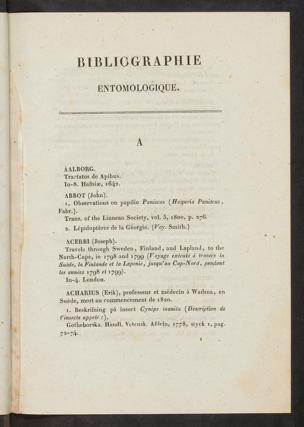 BIBLIOGRAPHIE
ENTOMOLOGIQUE.
A
AALBORG.
Tractatus de Apibus.
In-8. Hafniæ, 1642.
ABBOT (John).
1. Observations on papilio Paniscus (Hesperia Paniscus,
Fabr.).
Trans. of the Linnean Society, vol. 5, 1800, p. 276.
2. Lépidoptères de la Géorgie. (Voy. Smith.)
ACERBI (Joseph).
Travels through Sweden, Finland, and Lapland, to the
North-Cape, in 1798 and 1799 (Voyage exécuté à travers la
Suède, la Finlande et la Laponie, jusqu'au Cap-Nord, pendant
les années 1798 et 1799).
In-4. London.
ACHARIUS (Erik), professeur et médecin à Wadena, en
Suède, mort au commencement de 1820.
1. Beskrifning på insect Cynips inanita (Description de
l'insecte appelé :).
Gotheborska. Handl. Vetensk. Afdeln, 1778, styck 1, pag.
72-74.
1